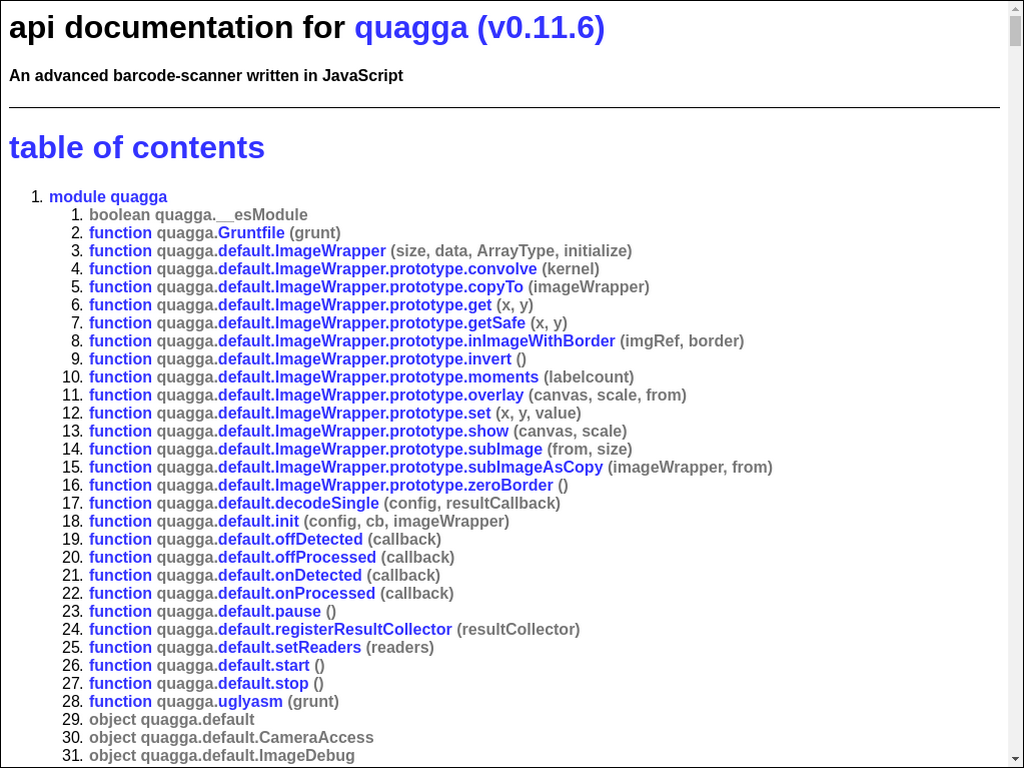 api documentation for quagga (v0.11.6)
An advanced barcode-scanner written in JavaScript
table of contents
1. module quagga
1. boolean quagga.__esModule
2. function quagga.Gruntfile (grunt)
3. function quagga.default.ImageWrapper (size, data, ArrayType, initialize)
4. function quagga.default.ImageWrapper.prototype.convolve (kernel)
5. function quagga.default.ImageWrapper.prototype.copyTo (imageWrapper)
6. function quagga.default.ImageWrapper.prototype.get (x, y)
7. function quagga.default.ImageWrapper.prototype.getSafe (x, y)
8. function quagga.default.ImageWrapper.prototype.inImageWithBorder (imgRef, border)
9. function quagga.default.ImageWrapper.prototype.invert ()
10. function quagga.default.ImageWrapper.prototype.moments (labelcount)
11. function quagga.default.ImageWrapper.prototype.overlay (canvas, scale, from)
12. function quagga.default.ImageWrapper.prototype.set (x, y, value)
13. function quagga.default.ImageWrapper.prototype.show (canvas, scale)
14. function quagga.default.ImageWrapper.prototype.subImage (from, size)
15. function quagga.default.ImageWrapper.prototype.subImageAsCopy (imageWrapper, from)
16. function quagga.default.ImageWrapper.prototype.zeroBorder ()
17. function quagga.default.decodeSingle (config, resultCallback)
18. function quagga.default.init (config, cb, imageWrapper)
19. function quagga.default.offDetected (callback)
20. function quagga.default.offProcessed (callback)
21. function quagga.default.onDetected (callback)
22. function quagga.default.onProcessed (callback)
23. function quagga.default.pause ()
24. function quagga.default.registerResultCollector (resultCollector)
25. function quagga.default.setReaders (readers)
26. function quagga.default.start ()
27. function quagga.default.stop ()
28. function quagga.uglyasm (grunt)
29. object quagga.default
30. object quagga.default.CameraAccess
31. object quagga.default.ImageDebug